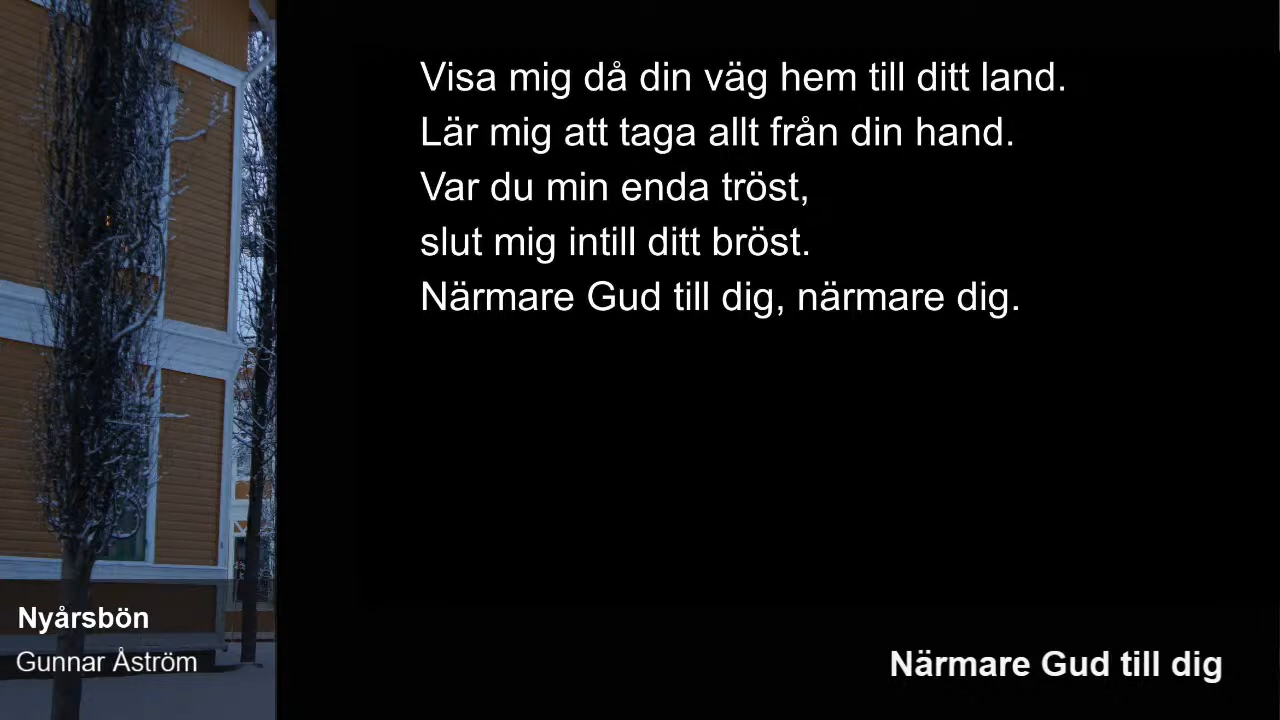 Visa mig då din väg hem till ditt land.
Lär mig att taga allt från din hand.
Var du min enda tröst,
slut mig intill ditt bröst.
Närmare Gud till dig, närmare dig.
Nyårsbön
Gunnar Åström
Närmare Gud till dig